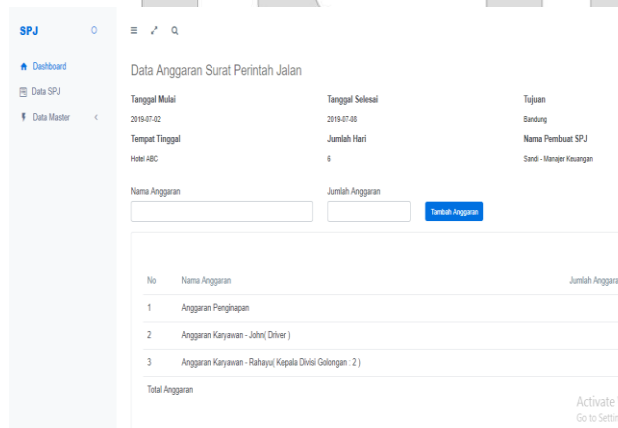 SPJ
Dashboard
Data SPJ
Data Master
Data Anggaran Surat Perintah Jalan
Tanggal Mulai Tanggal Selesai Tujuan
2019-07-02 2019-07-08 Bandung
Tempat Tinggal Jumlah Hari Nama Pembuat SPJ
Hotel ABC 6 Sandi - Manajer Keuangan
Nama Anggaran Jumlah Anggaran
Tambah Anggaran
No Nama Anggaran Jumlah Anggara
1 Anggaran Penginapan
2 Anggaran Karyawan - John( Driver )
3 Anggaran Karyawan - Rahayu( Kepala Divisi Golongan : 2 )
Total Anggaran
Activate
Go to Settin